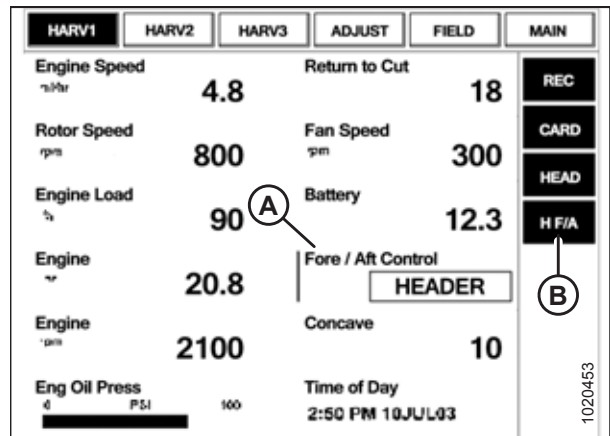 HARV1 HARV2 HARV3 ADJUST FIELD MAIN
Engine Speed
4.8
Return to Cut
18
REC
Rotor Speed
rpm
800
Fan Speed
rpm
300
CARD
HEAD
Engine Load
90
Battery
12.3
H F/A
A
B
Engine
20.8
Fore / Aft Control
HEADER
Engine
rpm
2100
Concave
10
Eng Oil Press
PSI 100
Time of Day
2:50 PM 10JUL03
1020453